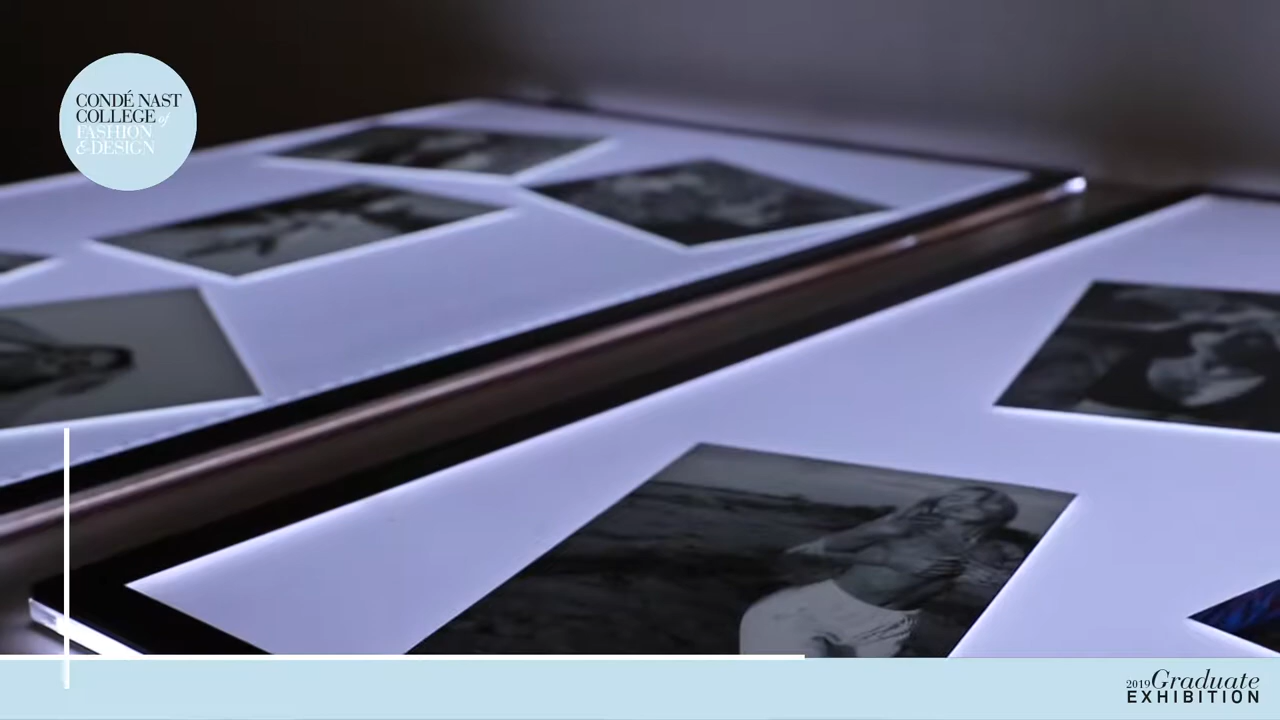 CONDÉ NAST
COLLEGE of
FASHION
& DESIGN
2019 Graduate
EXHIBITION